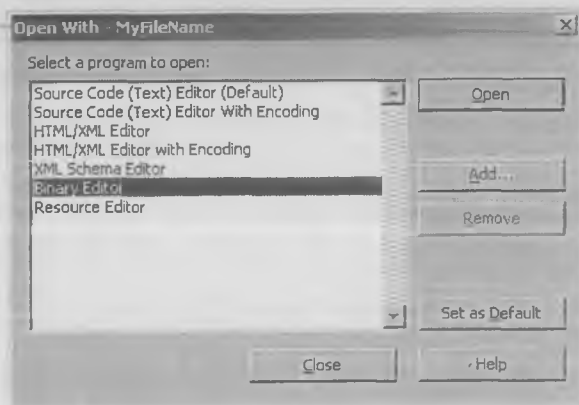 Open With - MyFileName
Select a program to open:
Source Code (Text) Editor (Default)
Source Code (Text) Editor With Encoding
HTML/XML Editor
HTML/XML Editor with Encoding
XML Schema Editor
Binary Editor
Resource Editor
Open
Add...
Remove
Set as Default
Close
Help